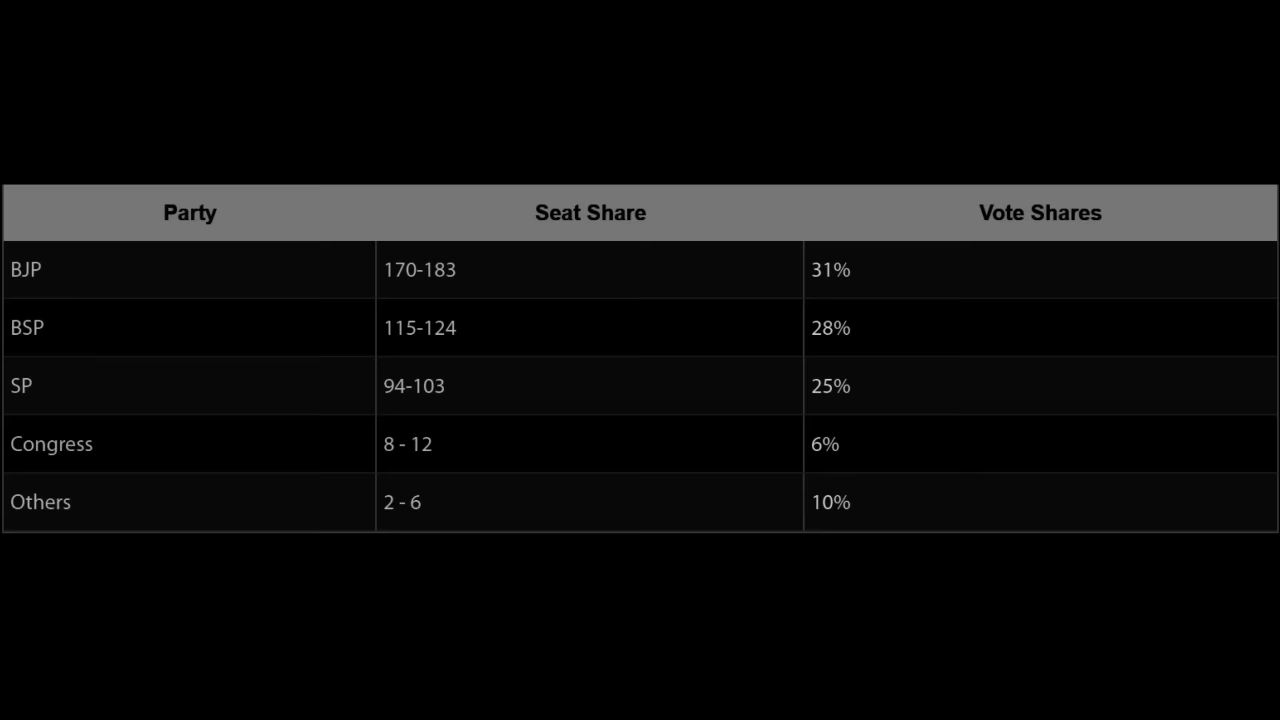 Party Seat Share Vote Shares
BJP 170-183 31%
BSP 115-124 28%
SP 94-103 25%
Congress 8 - 12 6%
Others 2 - 6 10%